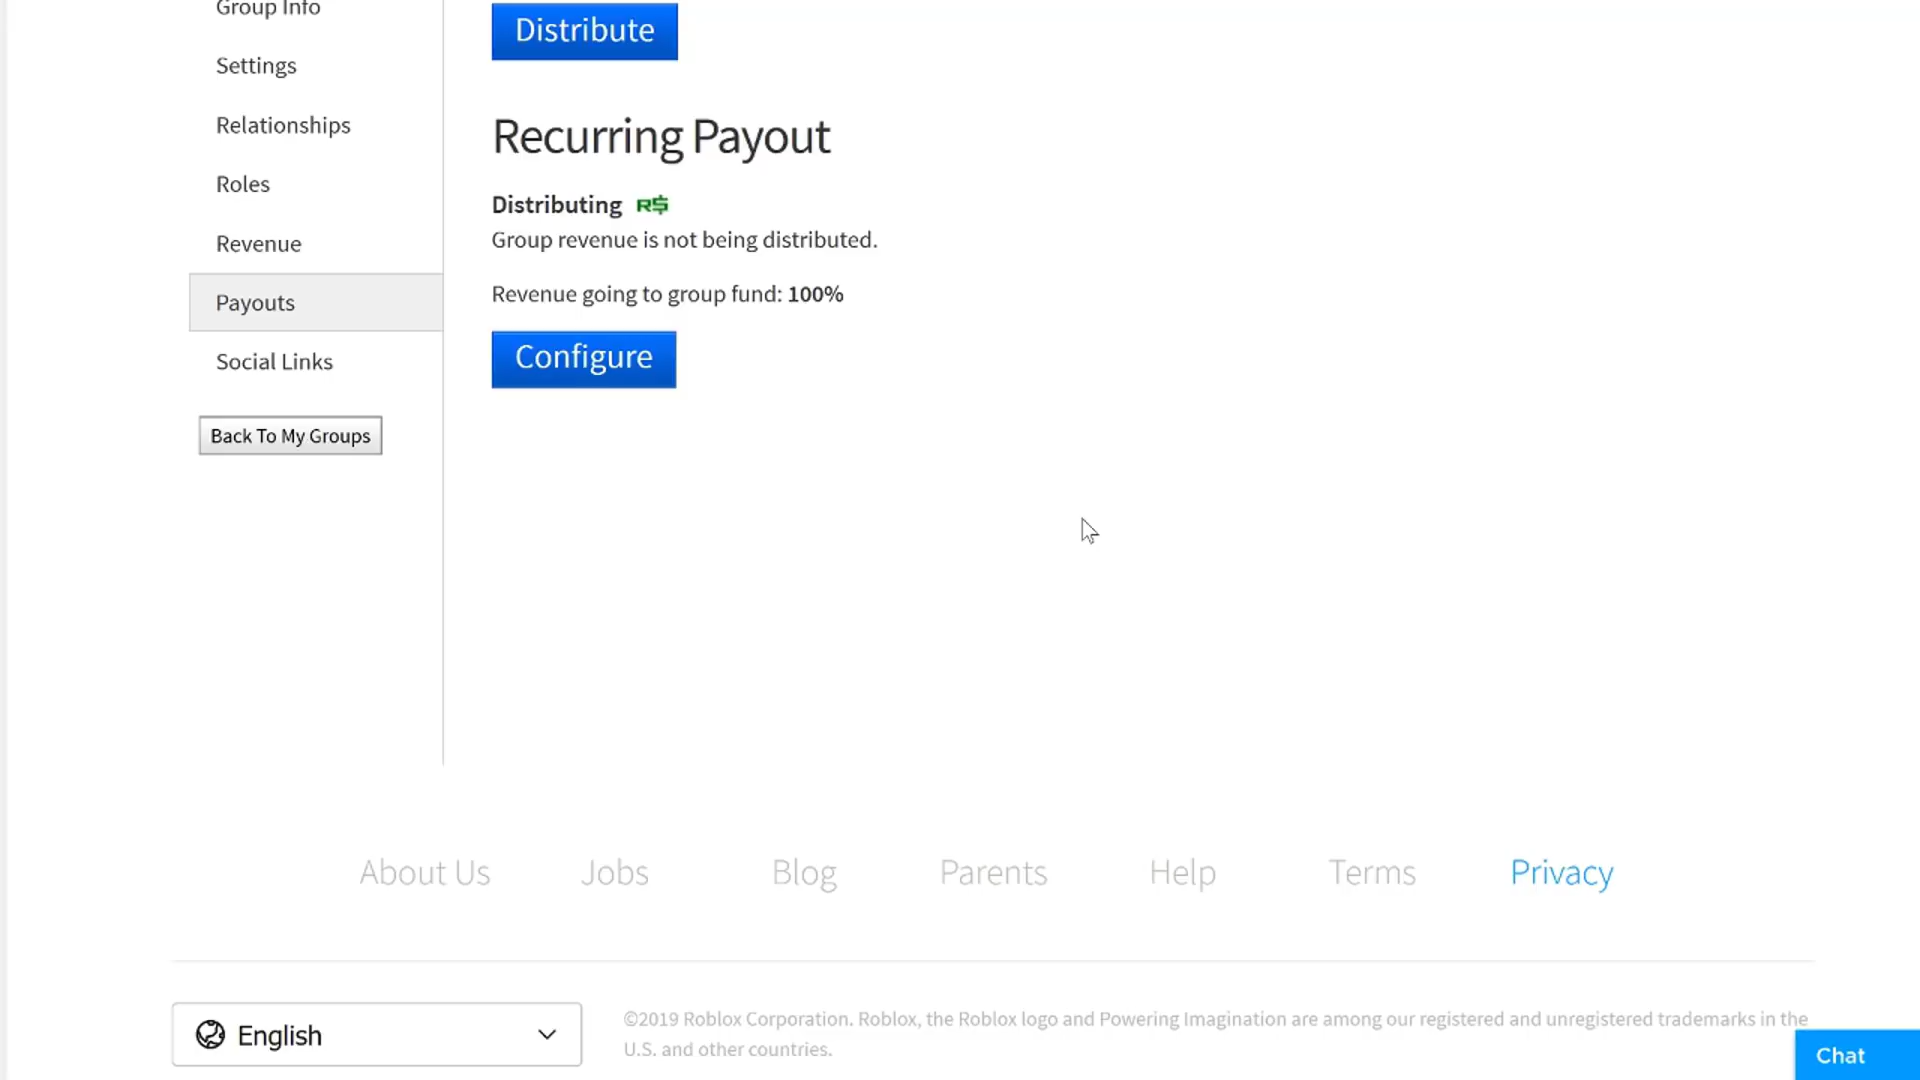 Group Info
Settings
Relationships
Roles
Revenue
Payouts
Social Links
Back To My Groups
Distribute
Recurring Payout
Distributing R$
Group revenue is not being distributed.
Revenue going to group fund: 100%
Configure
About Us Jobs Blog Parents Help Terms Privacy
English
©2019 Roblox Corporation. Roblox, the Roblox logo and Powering Imagination are among our registered and unregistered trademarks in the
U.S. and other countries.
Chat